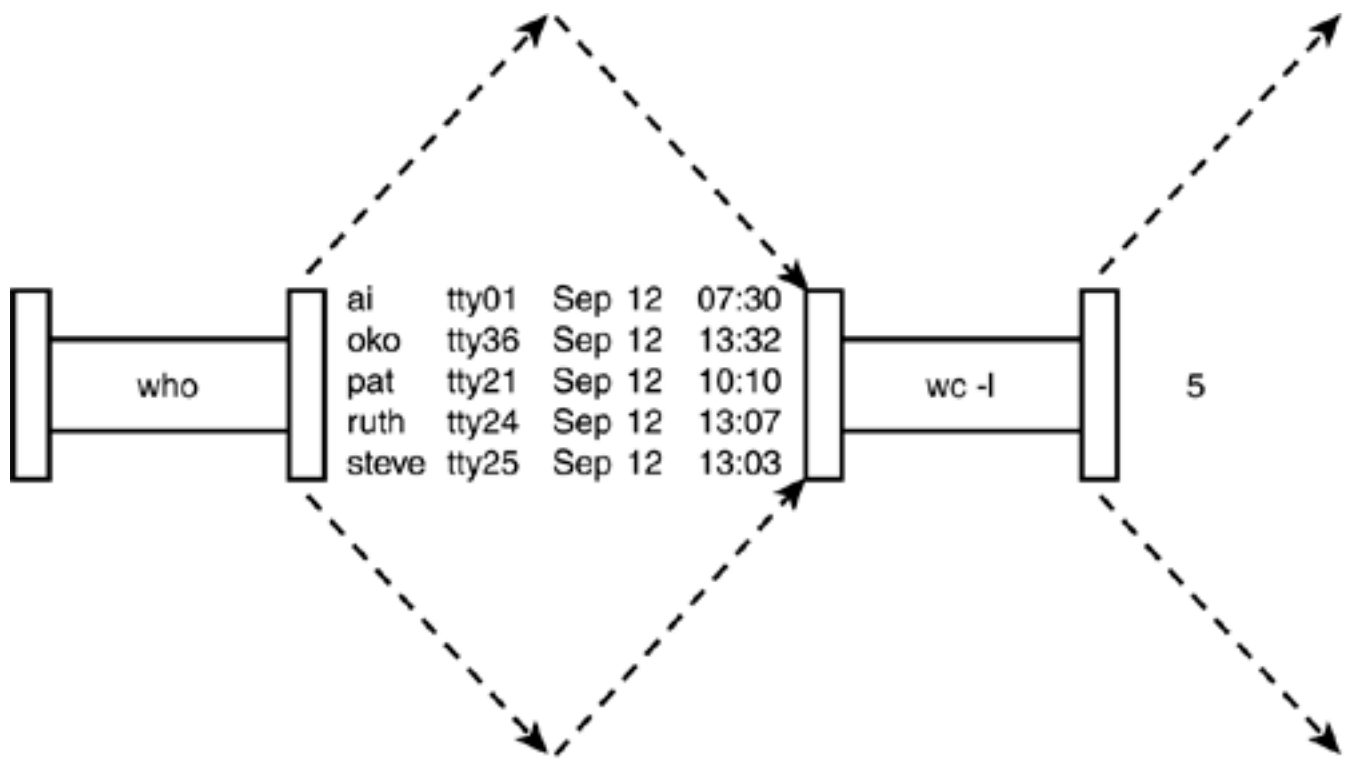 ai tty01 Sep 12 07:30
oko tty36 Sep 12 13:32
who pat tty21 Sep 12 10:10 wc -l 5
ruth tty24 Sep 12 13:07
steve tty25 Sep 12 13:03